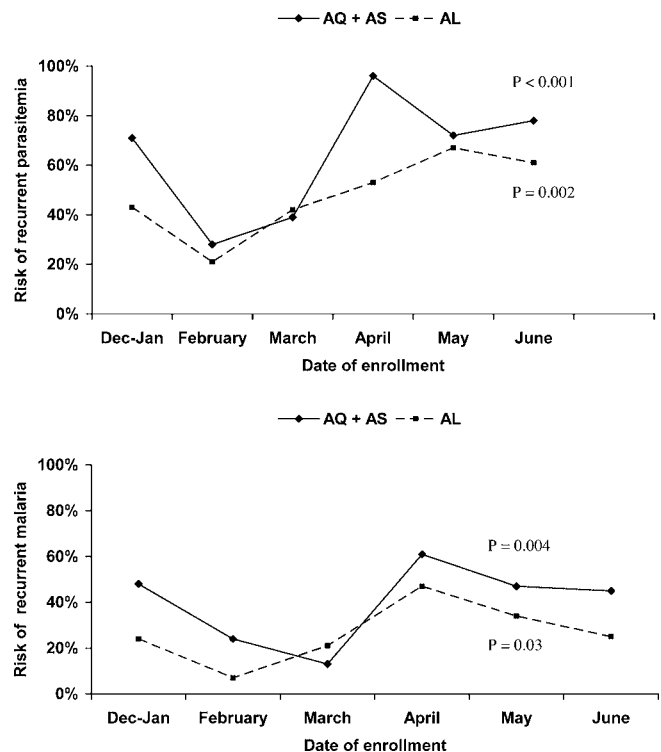 AQ + AS AL
100%
80%
60%
40%
20%
0%
Risk of recurrent parasitemia
P < 0.001
P = 0.002
Dec-Jan February March April May June
Date of enrollment
AQ + AS AL
100%
80%
60%
40%
20%
0%
Risk of recurrent malaria
P = 0.004
P = 0.03
Dec-Jan February March April May June
Date of enrollment